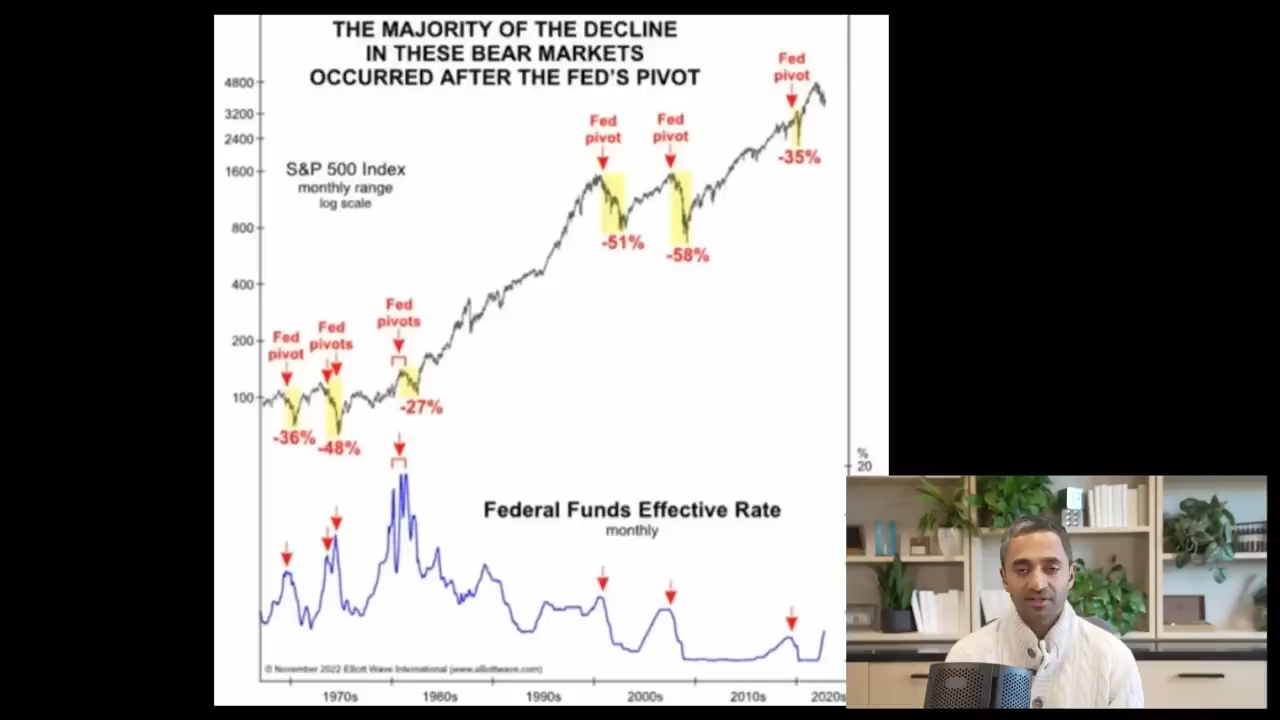 THE MAJORITY OF THE DECLINE
IN THESE BEAR MARKETS
OCCURRED AFTER THE FED'S PIVOT
Fed
pivot
4800
3200
2400
1600
800
400
200
100
S&P 500 Index
monthly range
log scale
Fed
pivot
Fed
pivot
-35%
-51%
-58%
Fed
pivots
Fed
pivot
Fed
pivots
-27%
-36%
-48%
%
20
Federal Funds Effective Rate
monthly
© November 2022 Elliott Wave International (www.elliottwave.com)
1970s
1980s
1990s
2000s
2010s
2020s